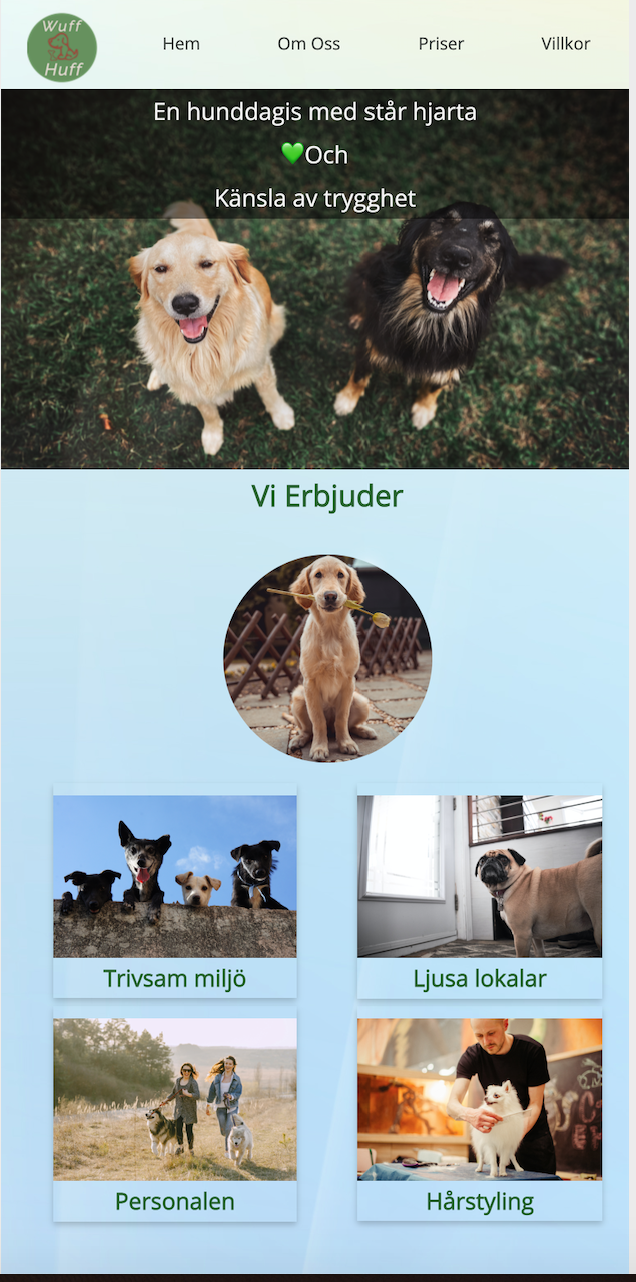 Wuff
Huff
Hem
Om Oss
Priser
Villkor
En hunddagis med står hjarta
💚Och
Känsla av trygghet
Vi Erbjuder
Trivsam miljö
Ljusa lokalar
Personalen
Hårstyling